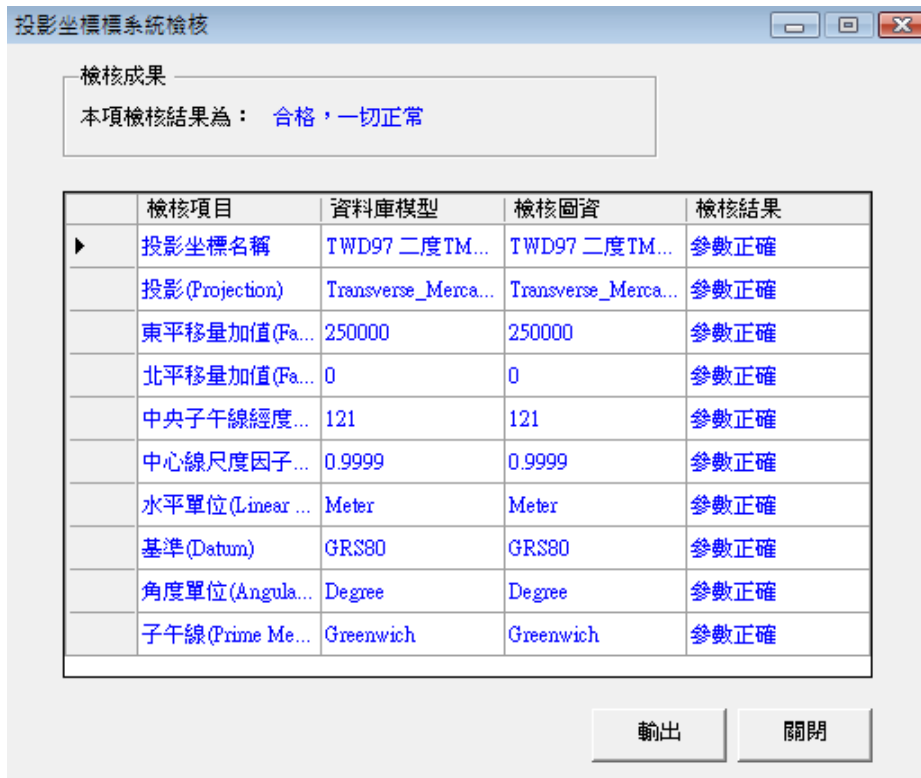 投影坐標標系統檢核
檢核成果
本項檢核結果為： 合格，一切正常
檢核項目 資料庫模型 檢核圖資 檢核結果
投影坐標名稱 TWD97 二度TM... TWD97 二度TM... 參數正確
投影(Projection) Transverse_Merca... Transverse_Merca... 參數正確
東平移量加值(Fa... 250000 250000 參數正確
北平移量加值(Fa... 0 0 參數正確
中央子午線經度... 121 121 參數正確
中心線尺度因子... 0.9999 0.9999 參數正確
水平單位(Linear ... Meter Meter 參數正確
基準(Datum) GRS80 GRS80 參數正確
角度單位(Angula... Degree Degree 參數正確
子午線(Prime Me... Greenwich Greenwich 參數正確
輸出 關閉